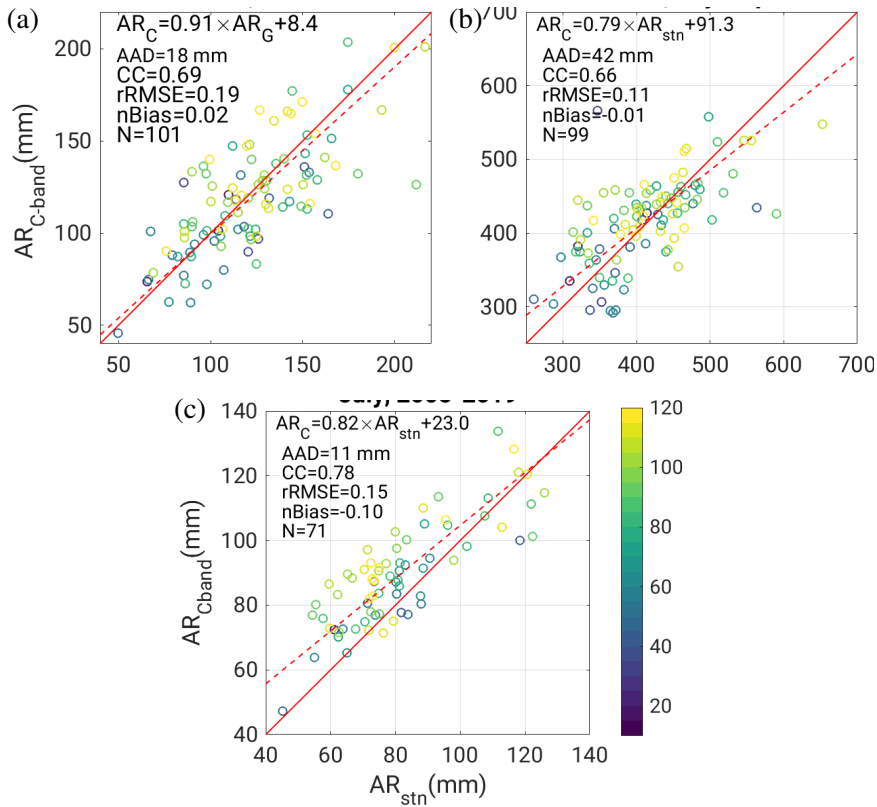 (a)
AR_C=0.91×AR_G+8.4
AAD=18 mm
CC=0.69
rRMSE=0.19
nBias=0.02
N=101
AR_C-band(mm)
200
150
100
50
50 100 150 200
(b)
AR_C=0.79×AR_stn+91.3
AAD=42 mm
CC=0.66
rRMSE=0.11
nBias=-0.01
N=99
700
600
500
400
300
300 400 500 600 700
(c)
AR_C=0.82×AR_stn+23.0
AAD=11 mm
CC=0.78
rRMSE=0.15
nBias=-0.10
N=71
AR_Cband(mm)
140
120
100
80
60
40
40 60 80 100 120 140
AR_stn(mm)
120
100
80
60
40
20